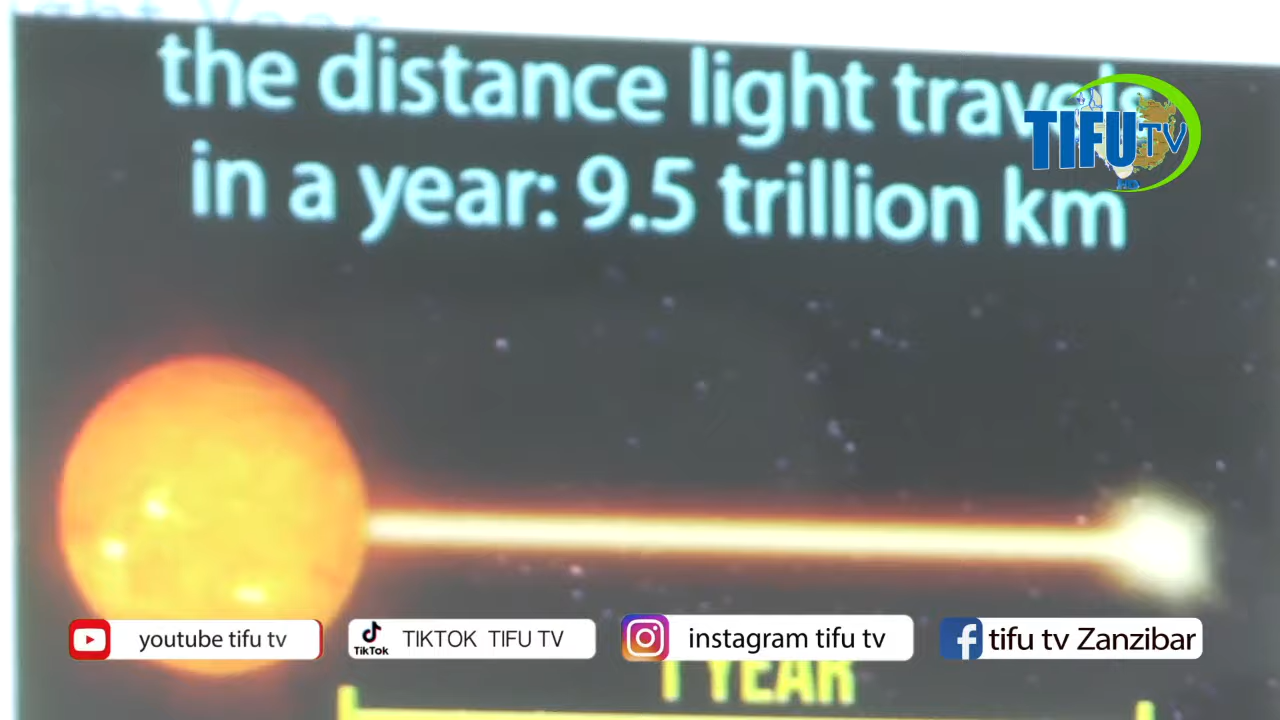 the distance light travels
in a year: 9.5 trillion km
TIFU TV
youtube tifu tv
TikTok
TIKTOK TIFU TV
instagram tifu tv
f
tifu tv Zanzibar
1 YEAR